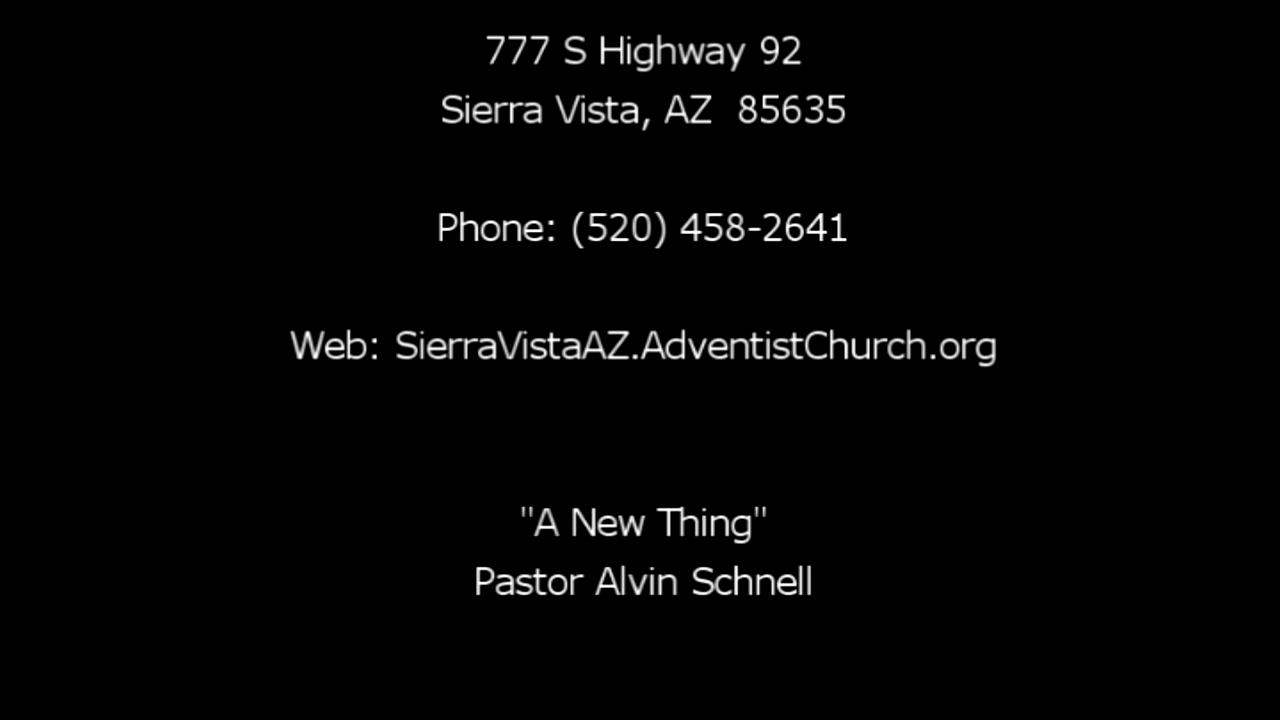 777 S Highway 92
Sierra Vista, AZ  85635
Phone: (520) 458-2641
Web: SierraVistaAZ.AdventistChurch.org
"A New Thing"
Pastor Alvin Schnell